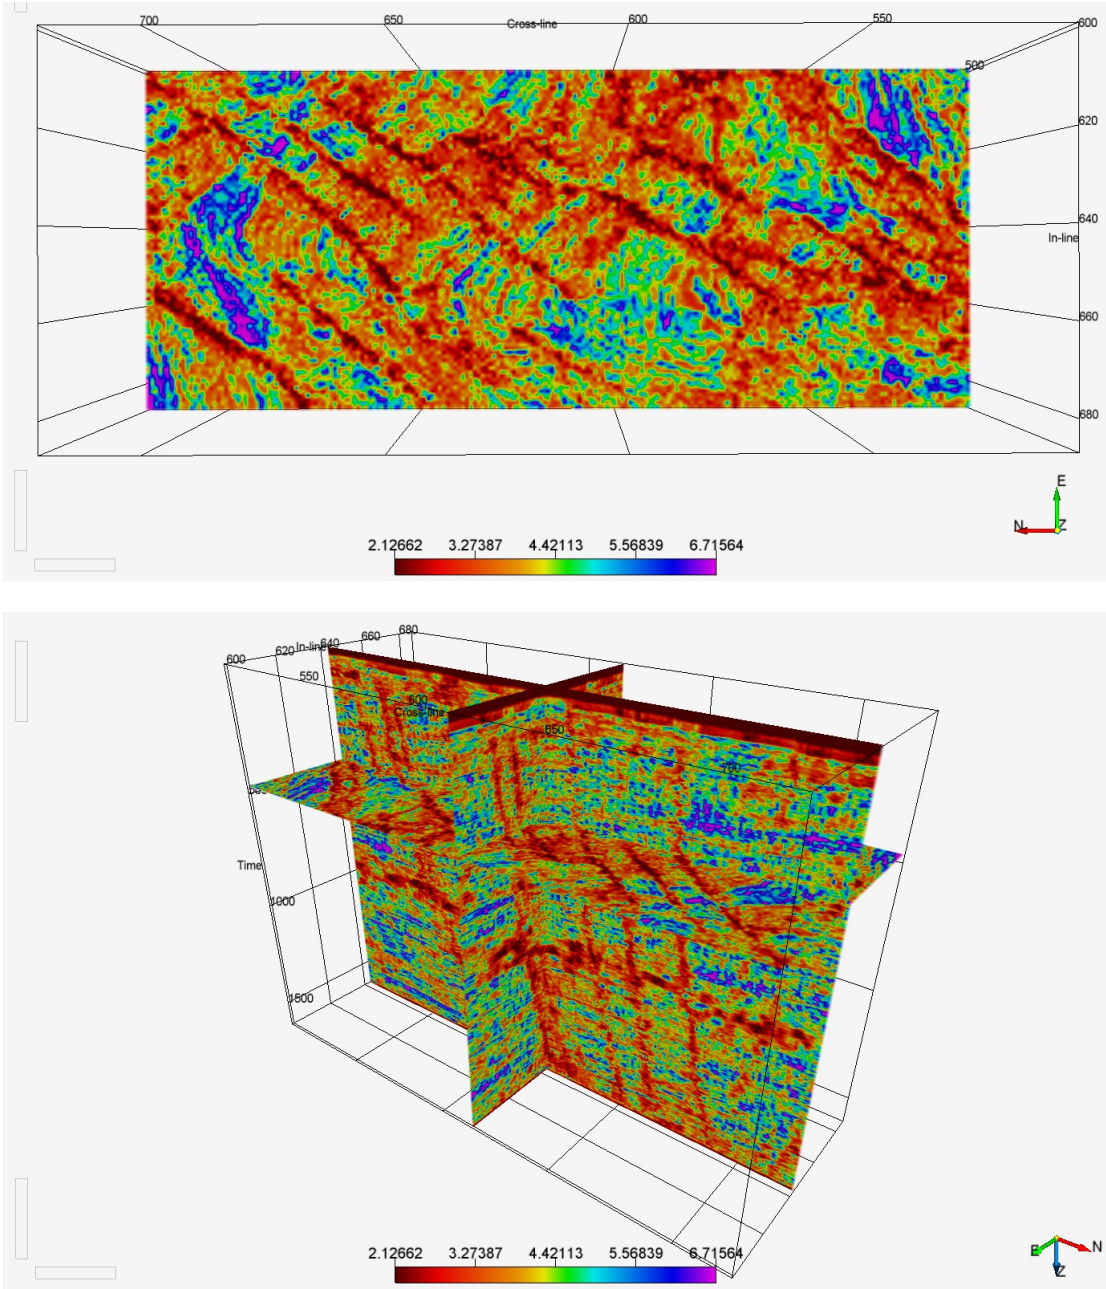 700 650 Cross-line 600 550 600
500
620
640
In-line
660
680
E
N Z
2.12662 3.27387 4.42113 5.56839 6.71564
600 620 In-line 640 660 680
550
600
Cross-line
650
700
Time
1000
1500
E N
Z
2.12662 3.27387 4.42113 5.56839 6.71564